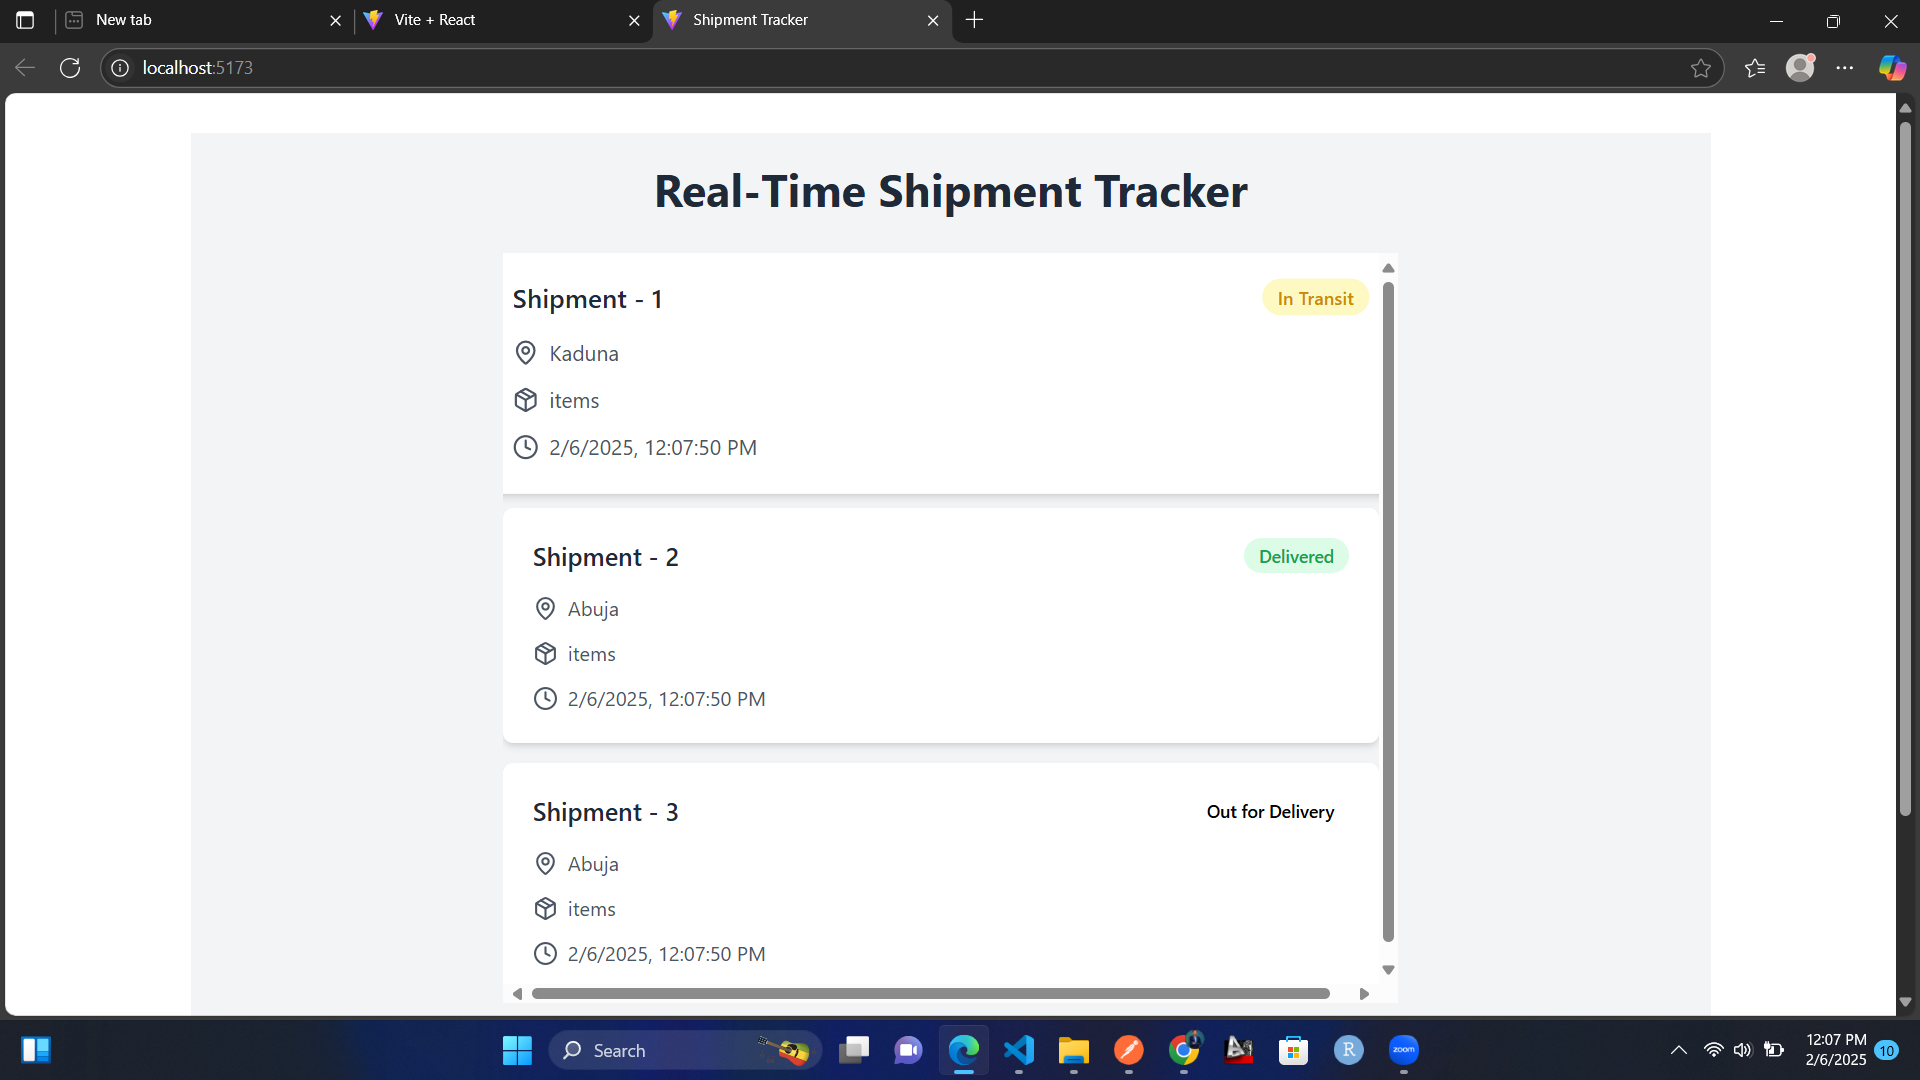 New tab
Vite + React
Shipment Tracker
localhost:5173
Real-Time Shipment Tracker
Shipment - 1
In Transit
Kaduna
items
2/6/2025, 12:07:50 PM
Shipment - 2
Delivered
Abuja
items
2/6/2025, 12:07:50 PM
Shipment - 3
Out for Delivery
Abuja
items
2/6/2025, 12:07:50 PM
Search
R
zoom
12:07 PM
2/6/2025
10